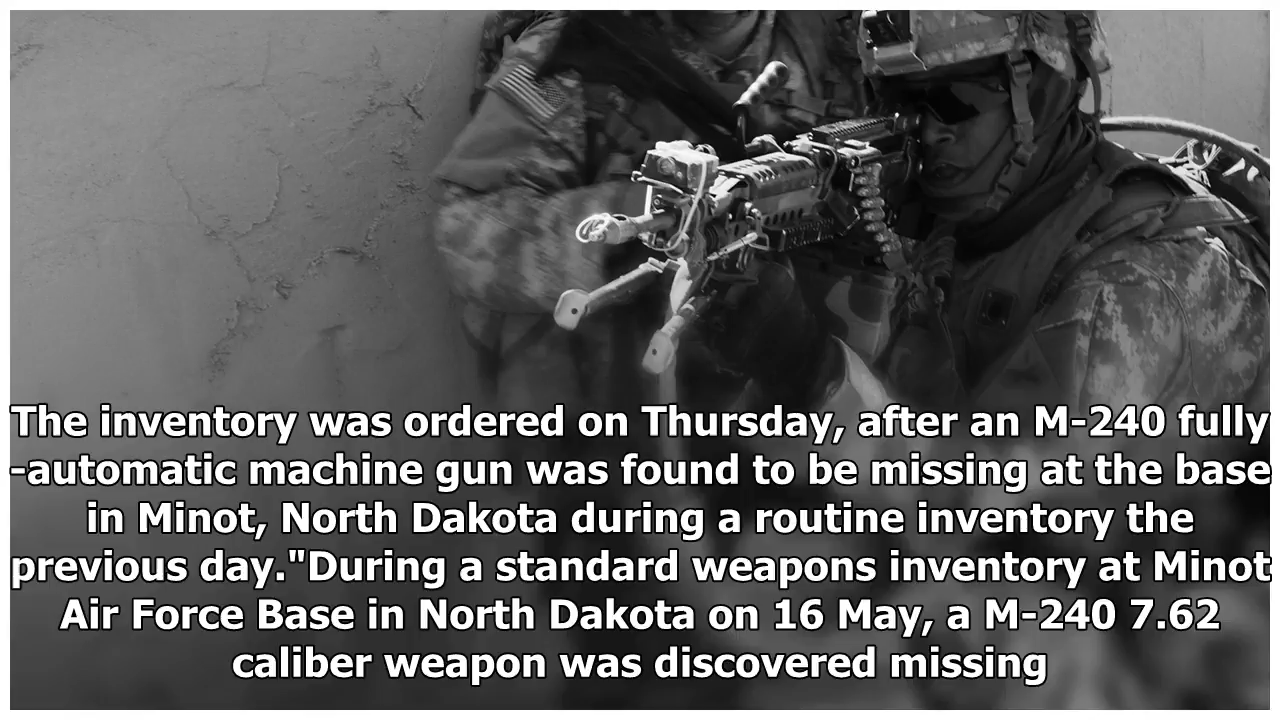 The inventory was ordered on Thursday, after an M-240 fully
-automatic machine gun was found to be missing at the base
in Minot, North Dakota during a routine inventory the
previous day."During a standard weapons inventory at Minot
Air Force Base in North Dakota on 16 May, a M-240 7.62
caliber weapon was discovered missing